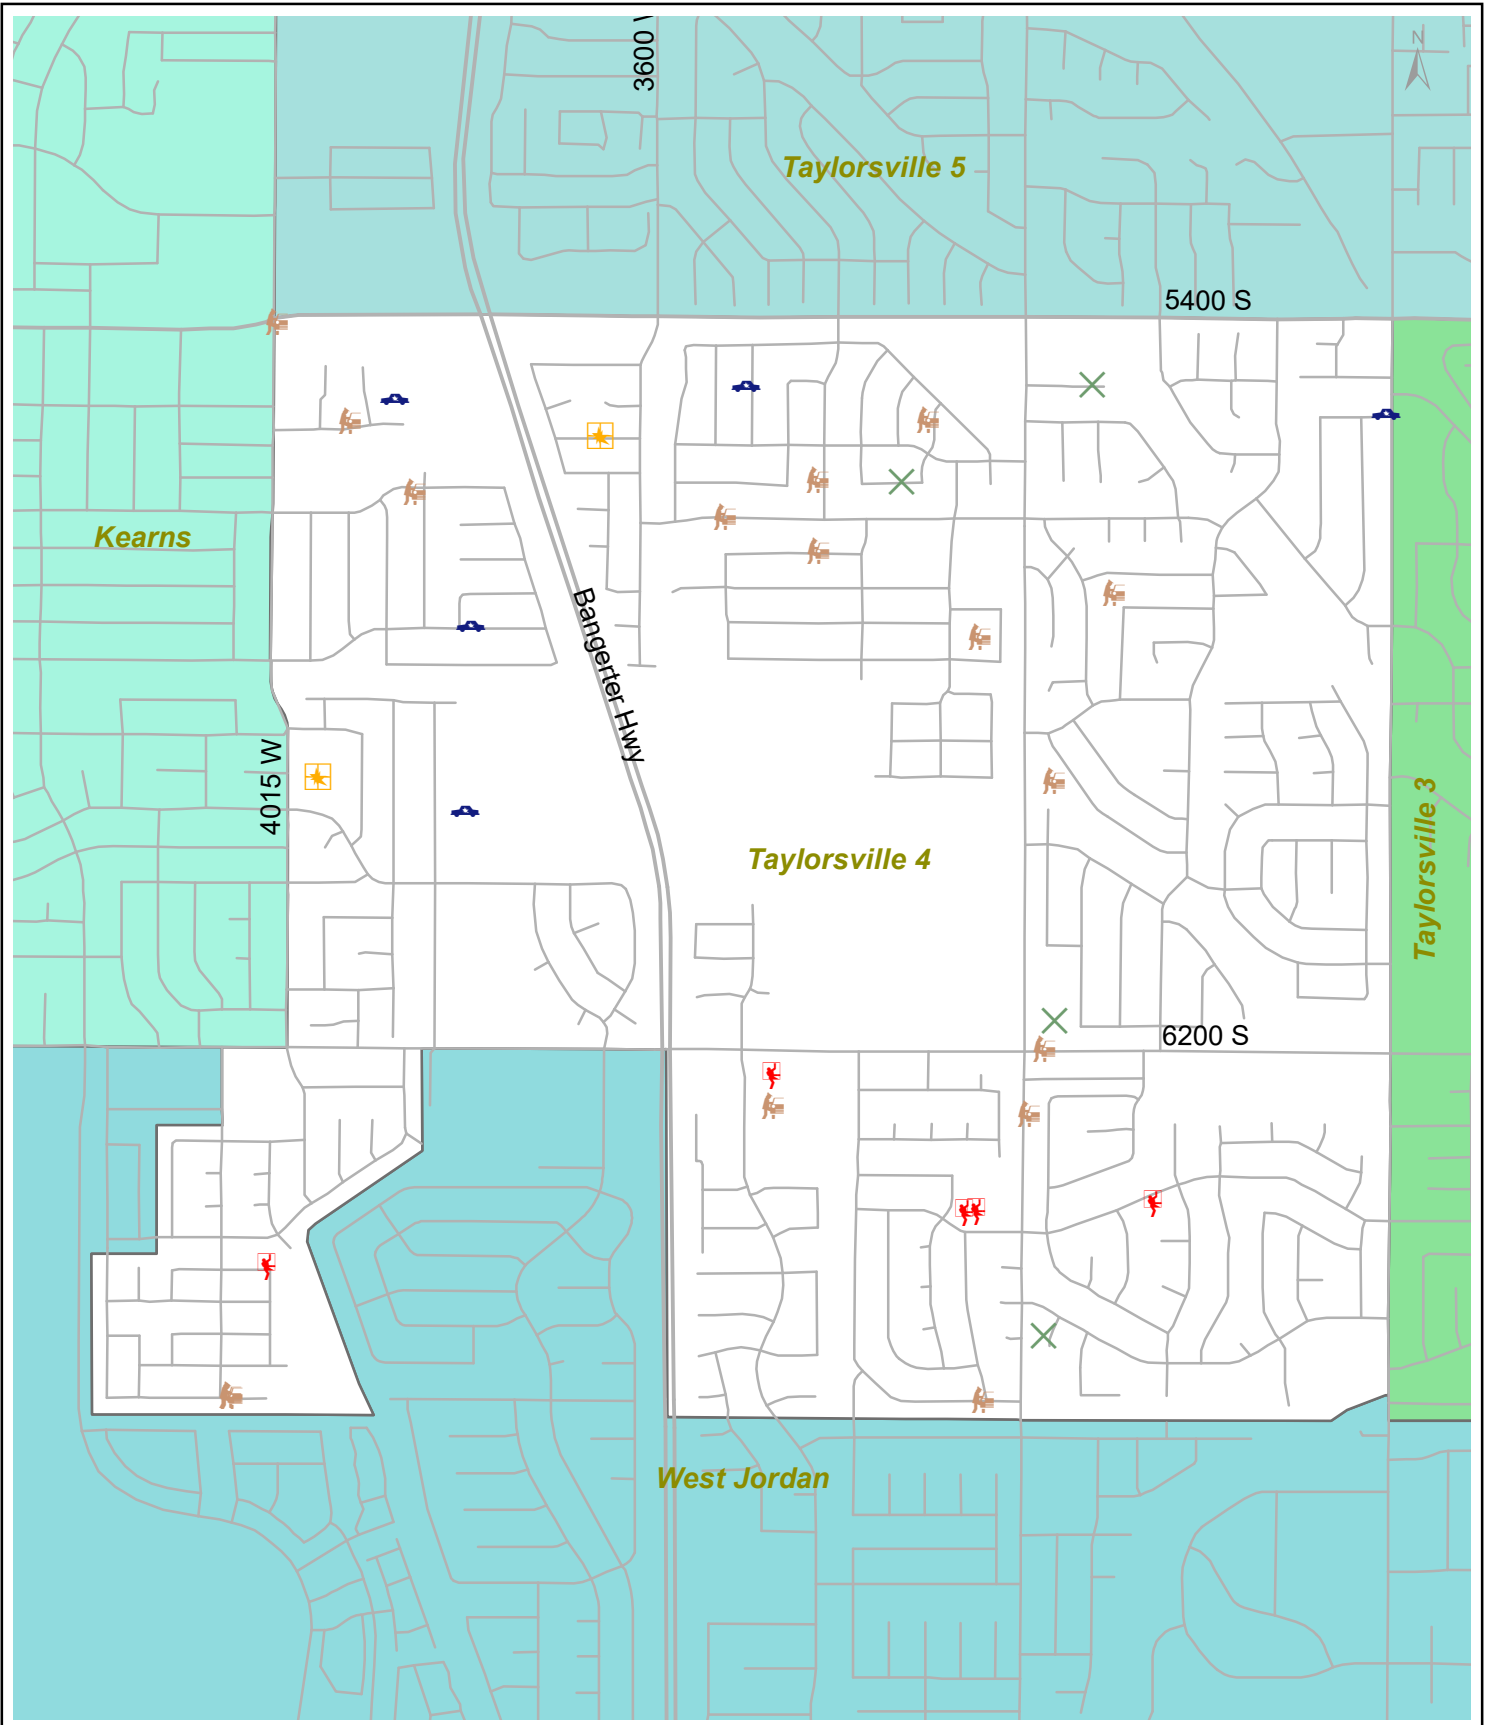 3600 W
N
Taylorsville 5
5400 S
Kearns
Bangerter Hwy
4015 W
Taylorsville 4
Taylorsville 3
6200 S
West Jordan